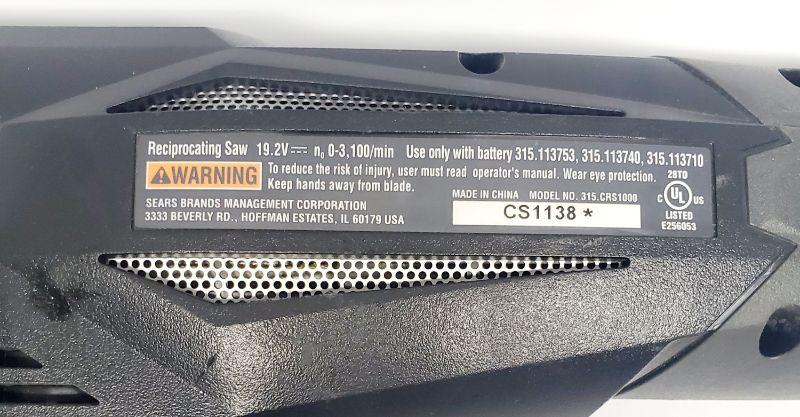 Reciprocating Saw 19.2V⎓ n₀ 0-3,100/min Use only with battery 315.113753, 315.113740, 315.113710
⚠WARNING To reduce the risk of injury, user must read operator's manual. Wear eye protection.
Keep hands away from blade.
28TD
C UL US
LISTED
E256053
SEARS BRANDS MANAGEMENT CORPORATION
3333 BEVERLY RD., HOFFMAN ESTATES, IL 60179 USA
MADE IN CHINA MODEL NO. 315.CRS1000
CS1138 *